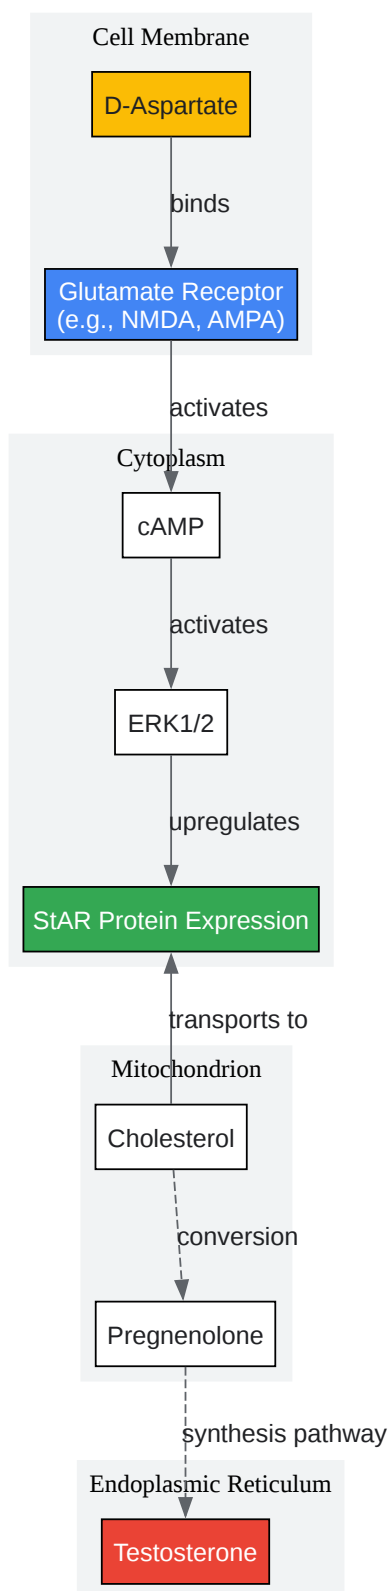 Cell Membrane
D-Aspartate
binds
Glutamate Receptor
(e.g., NMDA, AMPA)
activates
Cytoplasm
cAMP
activates
ERK1/2
upregulates
StAR Protein Expression
transports to
Mitochondrion
Cholesterol
conversion
Pregnenolone
synthesis pathway
Endoplasmic Reticulum
Testosterone